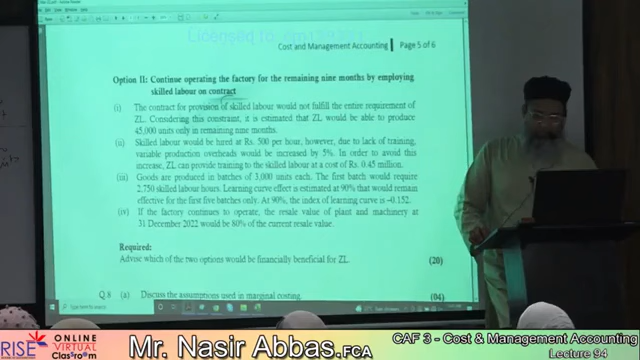 Licensed to:
Cost and Management Accounting | Page 5 of 6
Option II: Continue operating the factory for the remaining nine months by employing
skilled labour on contract
(i) The contract for provision of skilled labour would not fulfill the entire requirement of
ZL. Considering this constraint, it is estimated that ZL would be able to produce
45,000 units only in remaining nine months.
(ii) Skilled labour would be hired at Rs. 500 per hour, however, due to lack of training,
variable production overheads would be increased by 5%. In order to avoid this
increase, ZL can provide training to the skilled labour at a cost of Rs. 0.45 million.
(iii) Goods are produced in batches of 3,000 units each. The first batch would require
2,750 skilled labour hours. Learning curve effect is estimated at 90% that would remain
effective for the first five batches only. At 90%, the index of learning curve is –0.152.
(iv) If the factory continues to operate, the resale value of plant and machinery at
31 December 2022 would be 80% of the current resale value.
Required:
Advise which of the two options would be financially beneficial for ZL. (20)
Q.8 (a) Discuss the assumptions used in marginal costing. (04)
RISE
ONLINE
VIRTUAL
Classroom
Mr. Nasir Abbas.FCA
CAF 3 - Cost & Management Accounting
Lecture 94